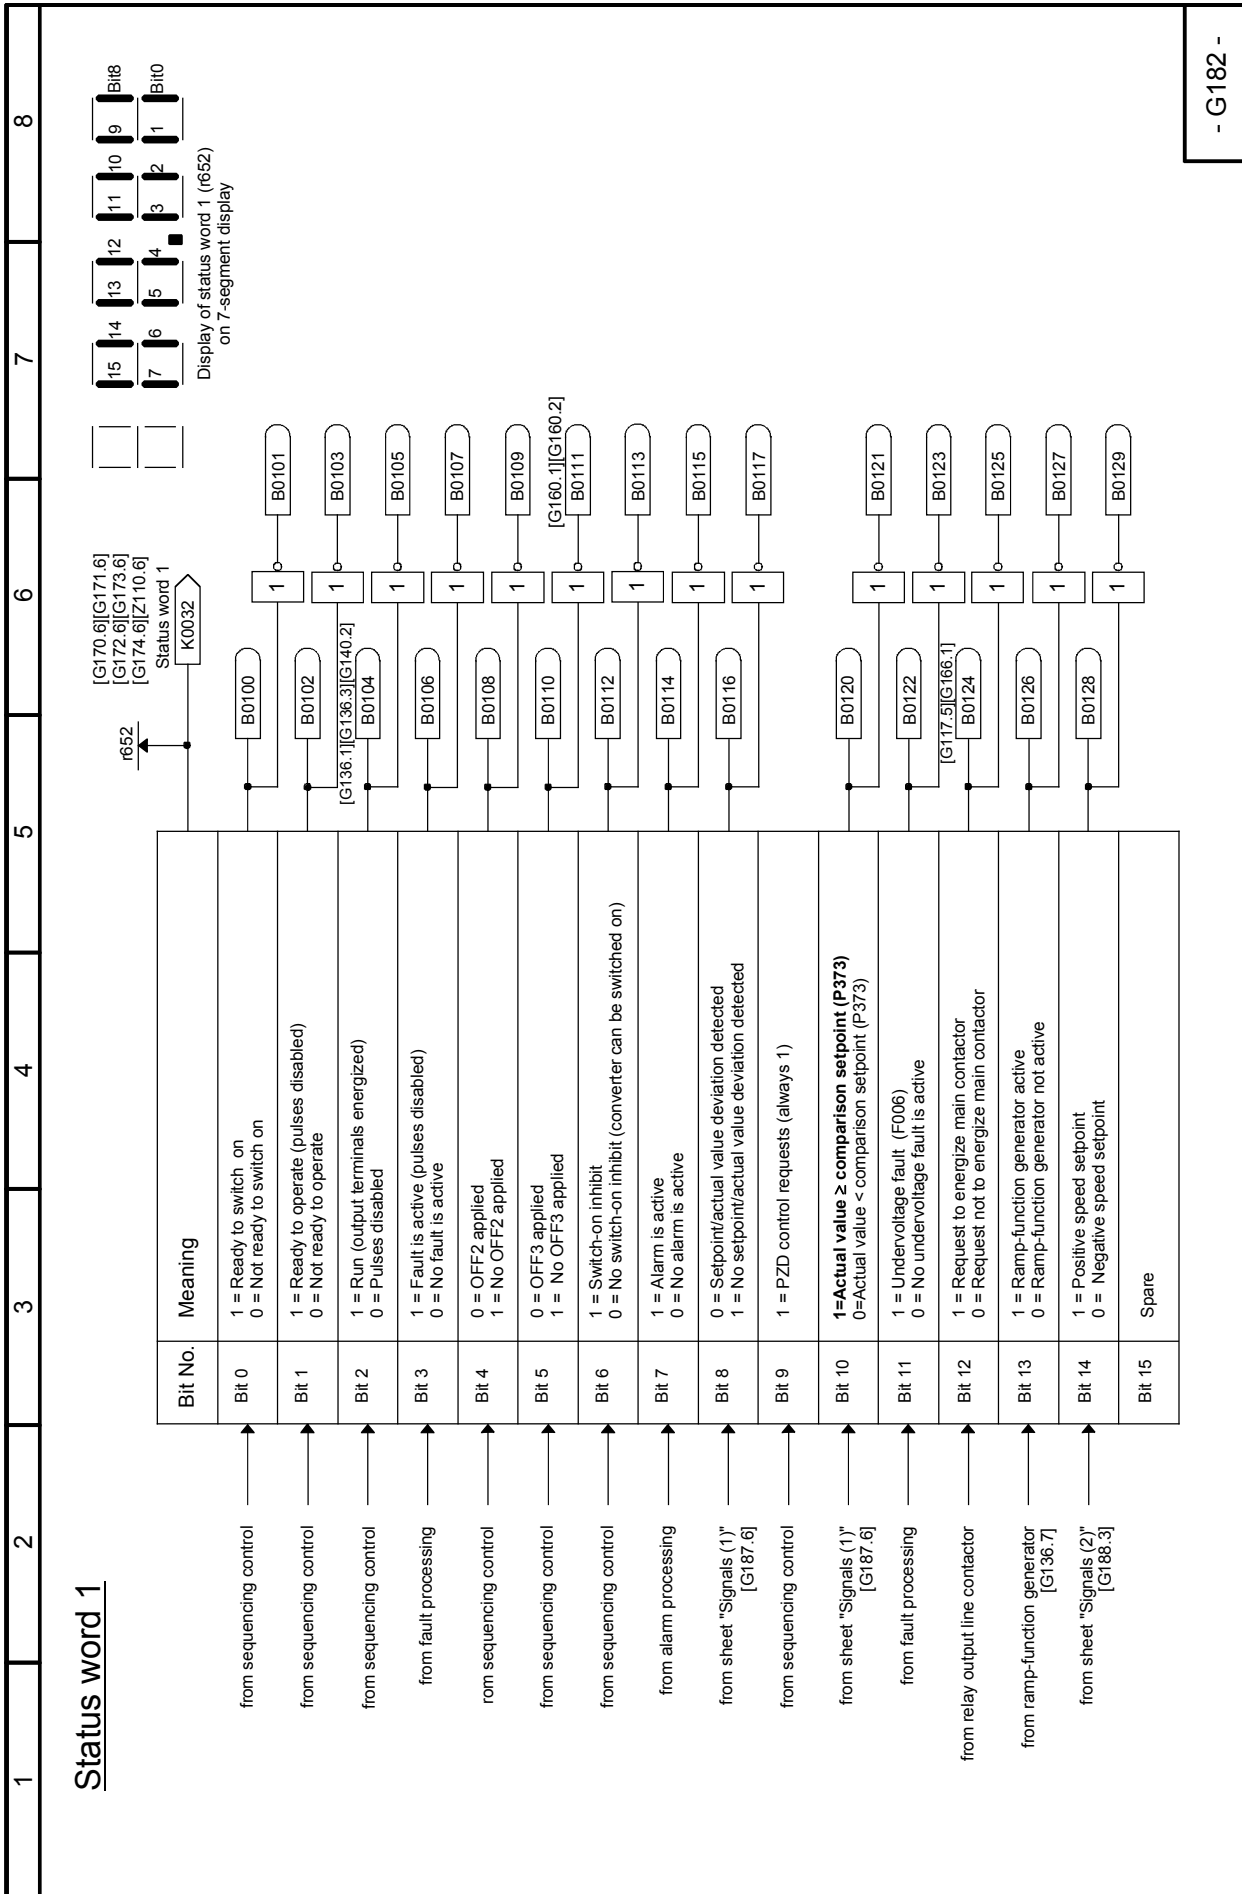 1 2 3 4 5 6 7 8
Status word 1
[G170.6][G171.6]
[G172.6][G173.6]
[G174.6][Z110.6]
Status word 1
r652
K0032
15 14 13 12 11 10 9 Bit8
7 6 5 4 3 2 1 Bit0
Display of status word 1 (r652)
on 7-segment display
Bit No. Meaning
from sequencing control
Bit 0
1 = Ready to switch on
0 = Not ready to switch on
B0100 1 B0101
from sequencing control
Bit 1
1 = Ready to operate (pulses disabled)
0 = Not ready to operate
B0102 1 B0103
[G136.1][G136.3][G140.2]
from sequencing control
Bit 2
1 = Run (output terminals energized)
0 = Pulses disabled
B0104 1 B0105
from fault processing
Bit 3
1 = Fault is active (pulses disabled)
0 = No fault is active
B0106 1 B0107
rom sequencing control
Bit 4
0 = OFF2 applied
1 = No OFF2 applied
B0108 1 B0109
from sequencing control
Bit 5
0 = OFF3 applied
1 = No OFF3 applied
[G160.1][G160.2]
B0110 1 B0111
from sequencing control
Bit 6
1 = Switch-on inhibit
0 = No switch-on inhibit (converter can be switched on)
B0112 1 B0113
from alarm processing
Bit 7
1 = Alarm is active
0 = No alarm is active
B0114 1 B0115
from sheet "Signals (1)"
[G187.6]
Bit 8
0 = Setpoint/actual value deviation detected
1 = No setpoint/actual value deviation detected
B0116 1 B0117
from sequencing control
Bit 9
1 = PZD control requests (always 1)
from sheet "Signals (1)"
[G187.6]
Bit 10
1=Actual value ≥ comparison setpoint (P373)
0=Actual value < comparison setpoint (P373)
B0120 1 B0121
from fault processing
Bit 11
1 = Undervoltage fault (F006)
0 = No undervoltage fault is active
B0122 1 B0123
[G117.5][G166.1]
from relay output line contactor
Bit 12
1 = Request to energize main contactor
0 = Request not to energize main contactor
B0124 1 B0125
from ramp-function generator
[G136.7]
Bit 13
1 = Ramp-function generator active
0 = Ramp-function generator not active
B0126 1 B0127
from sheet "Signals (2)"
[G188.3]
Bit 14
1 = Positive speed setpoint
0 = Negative speed setpoint
B0128 1 B0129
Bit 15
Spare
- G182 -